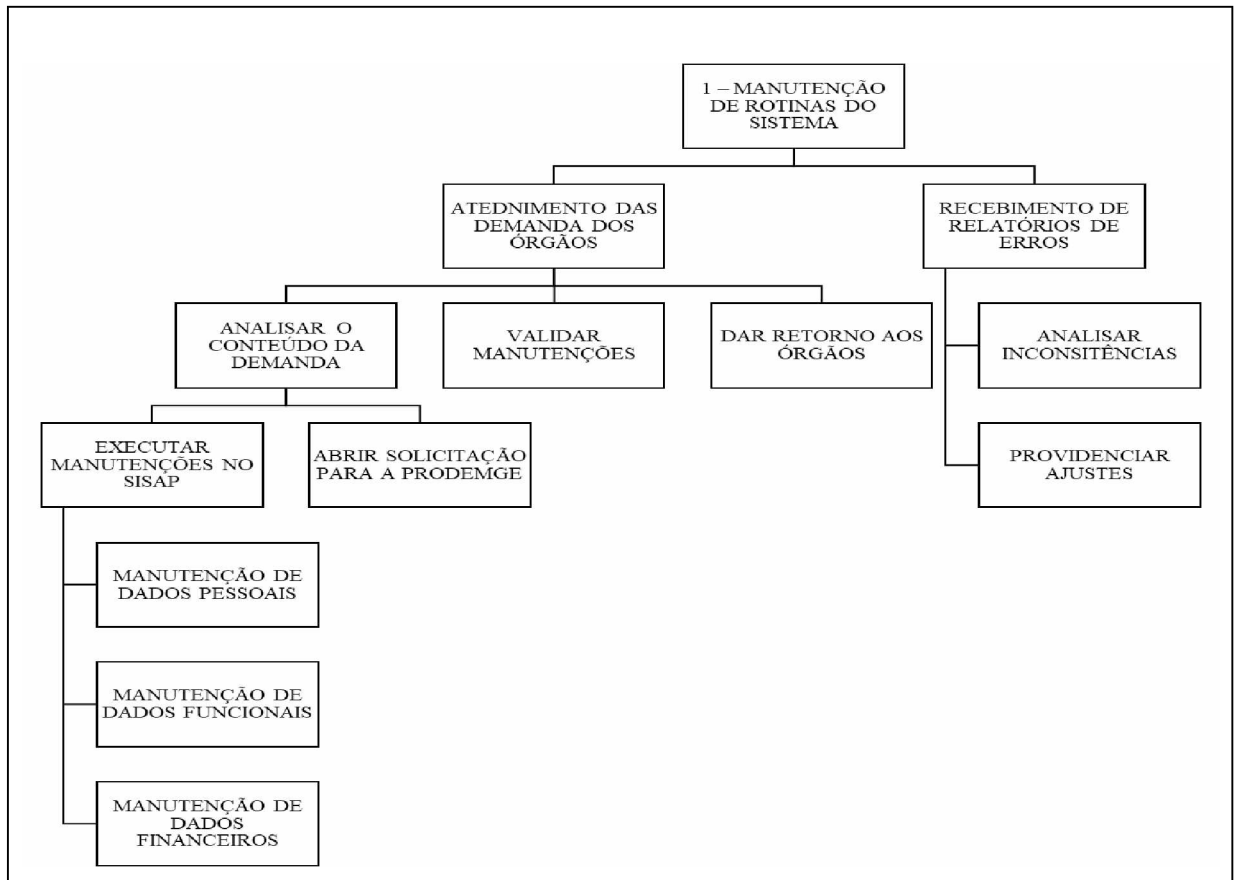 1 – MANUTENÇÃO
DE ROTINAS DO
SISTEMA
ATEDNIMENTO DAS
DEMANDA DOS
ÓRGÃOS
RECEBIMENTO DE
RELATÓRIOS DE
ERROS
ANALISAR O
CONTEÚDO DA
DEMANDA
VALIDAR
MANUTENÇÕES
DAR RETORNO AOS
ÓRGÃOS
ANALISAR
INCONSITÊNCIAS
EXECUTAR
MANUTENÇÕES NO
SISAP
ABRIR SOLICITAÇÃO
PARA A PRODEMGE
PROVIDENCIAR
AJUSTES
MANUTENÇÃO DE
DADOS PESSOAIS
MANUTENÇÃO DE
DADOS FUNCIONAIS
MANUTENÇÃO DE
DADOS
FINANCEIROS